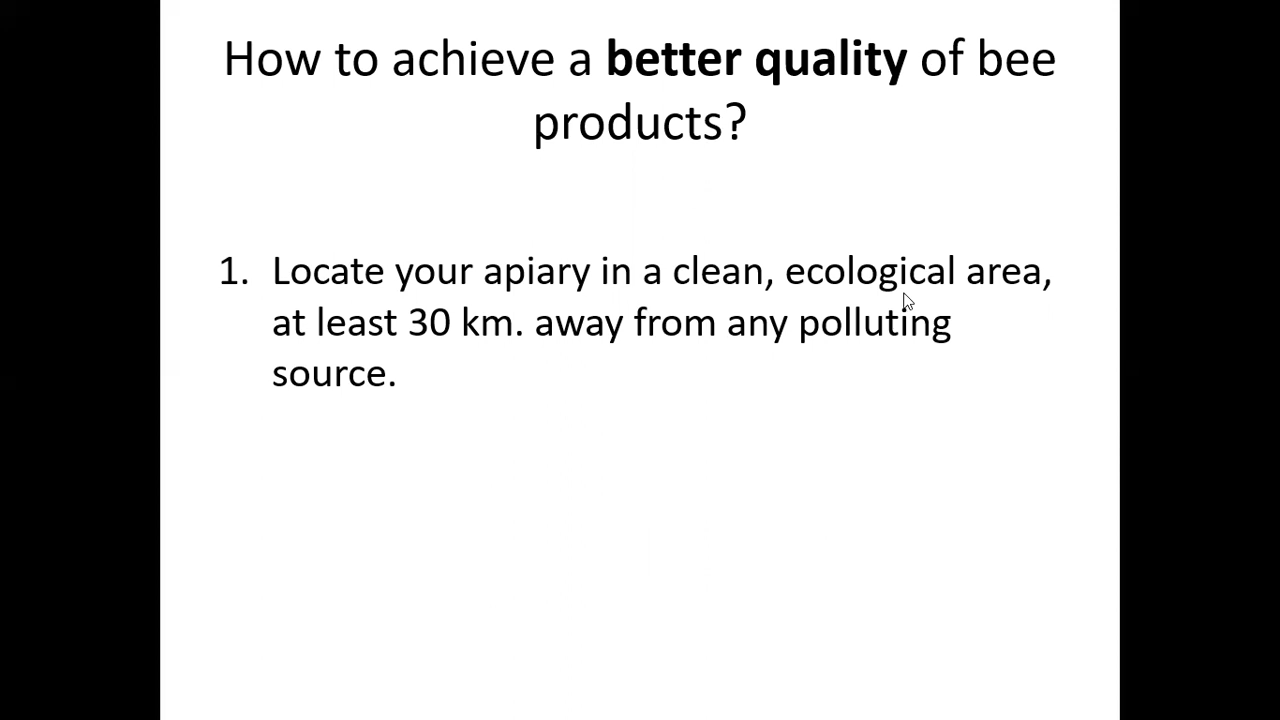 How to achieve a better quality of bee
products?
1. Locate your apiary in a clean, ecological area,
at least 30 km. away from any polluting
source.